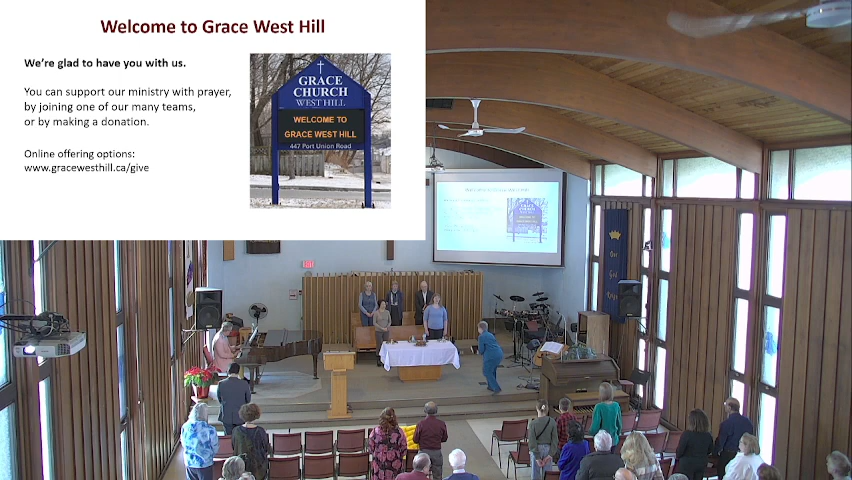 Welcome to Grace West Hill
We're glad to have you with us.
You can support our ministry with prayer,
by joining one of our many teams,
or by making a donation.
Online offering options:
www.gracewesthill.ca/give
GRACE
CHURCH
WEST HILL
WELCOME TO
GRACE WEST HILL
447 Port Union Road